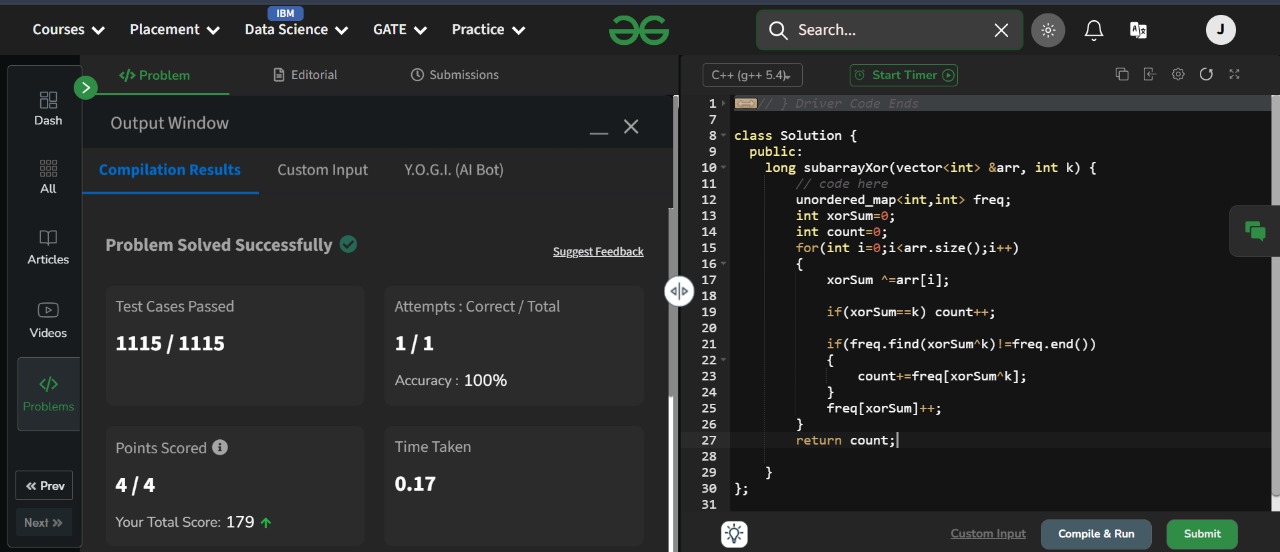 IBM
Courses Placement Data Science GATE Practice Search... J
Dash
All
Articles
Videos
</> Problems
« Prev
Next »
</> Problem Editorial Submissions
Output Window
Compilation Results Custom Input Y.O.G.I. (AI Bot)
Problem Solved Successfully
Suggest Feedback
Test Cases Passed
1115 / 1115
Attempts : Correct / Total
1 / 1
Accuracy : 100%
Points Scored
4 / 4
Your Total Score: 179
Time Taken
0.17
C++ (g++ 5.4) Start Timer
1 // } Driver Code Ends
7
8 class Solution {
9 public:
10 long subarrayXor(vector<int> &arr, int k) {
11 // code here
12 unordered_map<int,int> freq;
13 int xorSum=0;
14 int count=0;
15 for(int i=0;i<arr.size();i++)
16 {
17 xorSum ^=arr[i];
18
19 if(xorSum==k) count++;
20
21 if(freq.find(xorSum^k)!=freq.end())
22 {
23 count+=freq[xorSum^k];
24 }
25 freq[xorSum]++;
26 }
27 return count;
28
29 }
30 };
31
Custom Input Compile & Run Submit